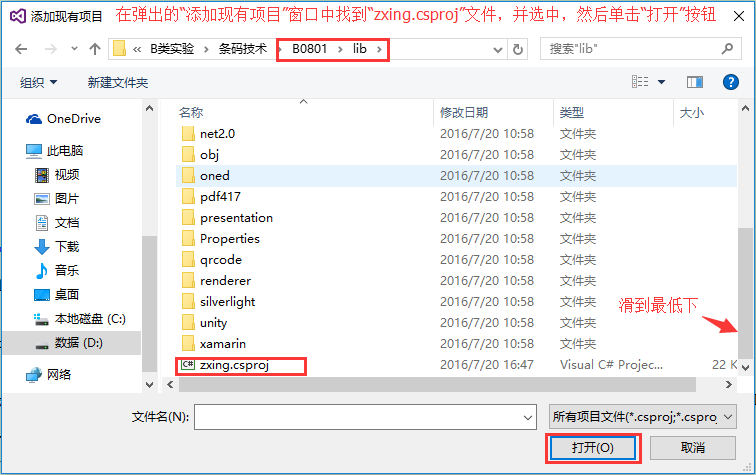 添加现有项目
在弹出的“添加现有项目”窗口中找到“zxing.csproj”文件，并选中，然后单击“打开”按钮
« B类实验 › 条码技术 › B0801 › lib ›
搜索"lib"
组织 新建文件夹
名称 修改日期 类型 大小
OneDrive
此电脑
视频
图片
文档
下载
音乐
桌面
本地磁盘 (C:)
数据 (D:)
网络
net2.0 2016/7/20 10:58 文件夹
obj 2016/7/20 10:58 文件夹
oned 2016/7/20 10:58 文件夹
pdf417 2016/7/20 10:58 文件夹
presentation 2016/7/20 10:58 文件夹
Properties 2016/7/20 10:58 文件夹
qrcode 2016/7/20 10:58 文件夹
renderer 2016/7/20 10:58 文件夹
silverlight 2016/7/20 10:58 文件夹
unity 2016/7/20 10:58 文件夹
xamarin 2016/7/20 10:58 文件夹
zxing.csproj 2016/7/20 16:47 Visual C# Projec... 22 K
滑到最低下
文件名(N):
所有项目文件(*.csproj;*.cspro
打开(O) 取消